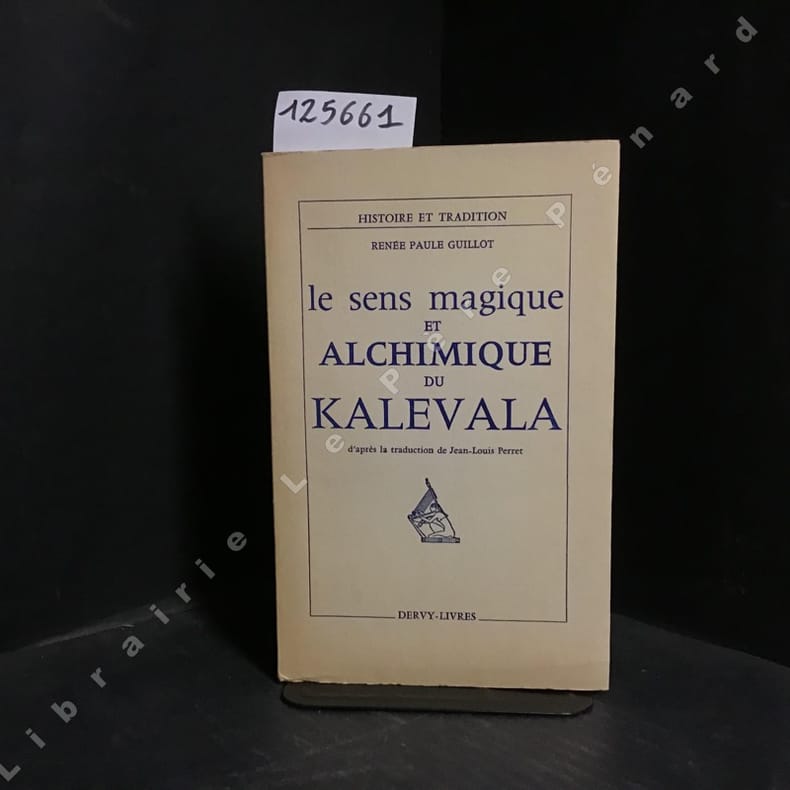 125661
HISTOIRE ET TRADITION
RENÉE PAULE GUILLOT
le sens magique
ET
ALCHIMIQUE
DU
KALEVALA
d'après la traduction de Jean-Louis Perret
DERVY-LIVRES
Librairie Le Père Pénard